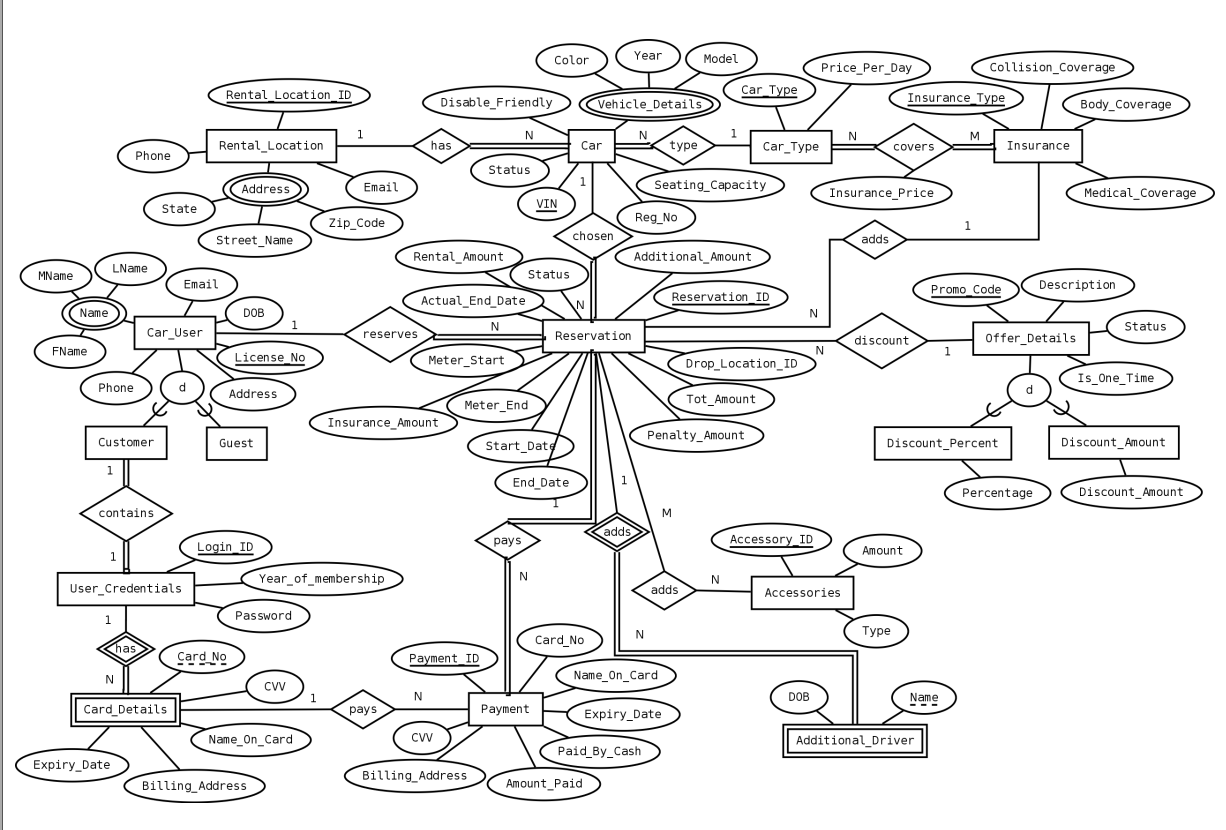 Color
Year
Model
Vehicle_Details
Disable_Friendly
Car_Type
Price_Per_Day
Collision_Coverage
Insurance_Type
Body_Coverage
Rental_Location_ID
Rental_Location
1
has
N
Car
N
type
1
Car_Type
N
covers
M
Insurance
Phone
Address
Email
State
Zip_Code
Street_Name
Status
1
VIN
Seating_Capacity
Reg_No
Insurance_Price
Medical_Coverage
chosen
adds
1
Rental_Amount
Status
Additional_Amount
Actual_End_Date
N
Reservation_ID
N
MName
LName
Email
DOB
Name
Car_User
FName
License_No
Phone
Address
1
reserves
N
Reservation
N
discount
1
Offer_Details
Promo_Code
Description
Status
Is_One_Time
Meter_Start
Drop_Location_ID
Tot_Amount
Meter_End
Insurance_Amount
Start_Date
Penalty_Amount
End_Date
d
Customer
Guest
d
Discount_Percent
Discount_Amount
Percentage
Discount_Amount
1
contains
1
1
pays
N
1
adds
M
adds
N
Accessory_ID
Amount
Accessories
Type
Login_ID
Year_of_membership
User_Credentials
Password
1
has
N
Card_No
CVV
Card_Details
Name_On_Card
Expiry_Date
Billing_Address
1
pays
N
Payment
Payment_ID
Card_No
Name_On_Card
Expiry_Date
CVV
Paid_By_Cash
Billing_Address
Amount_Paid
N
DOB
Name
Additional_Driver